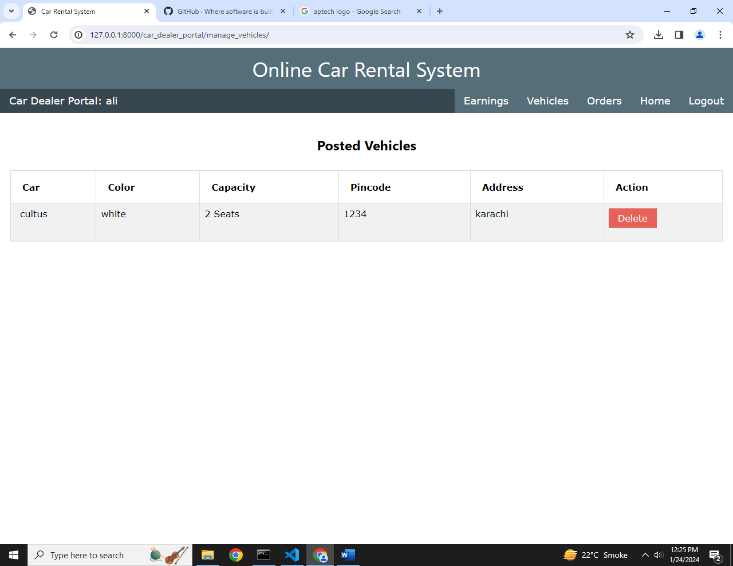 Car Rental System
GitHub · Where software is buil
aptech logo - Google Search
127.0.0.1:8000/car_dealer_portal/manage_vehicles/
Online Car Rental System
Car Dealer Portal: ali
Earnings Vehicles Orders Home Logout
Posted Vehicles
Car Color Capacity Pincode Address Action
cultus white 2 Seats 1234 karachi Delete
Type here to search
22°C Smoke
12:25 PM
1/24/2024
2